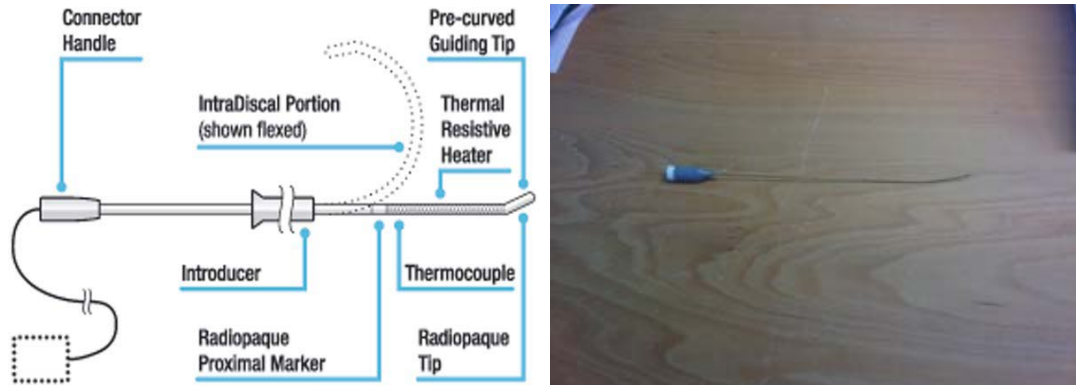 Connector
Handle
Pre-curved
Guiding Tip
IntraDiscal Portion
(shown flexed)
Thermal
Resistive
Heater
Introducer
Thermocouple
Radiopaque
Proximal Marker
Radiopaque
Tip